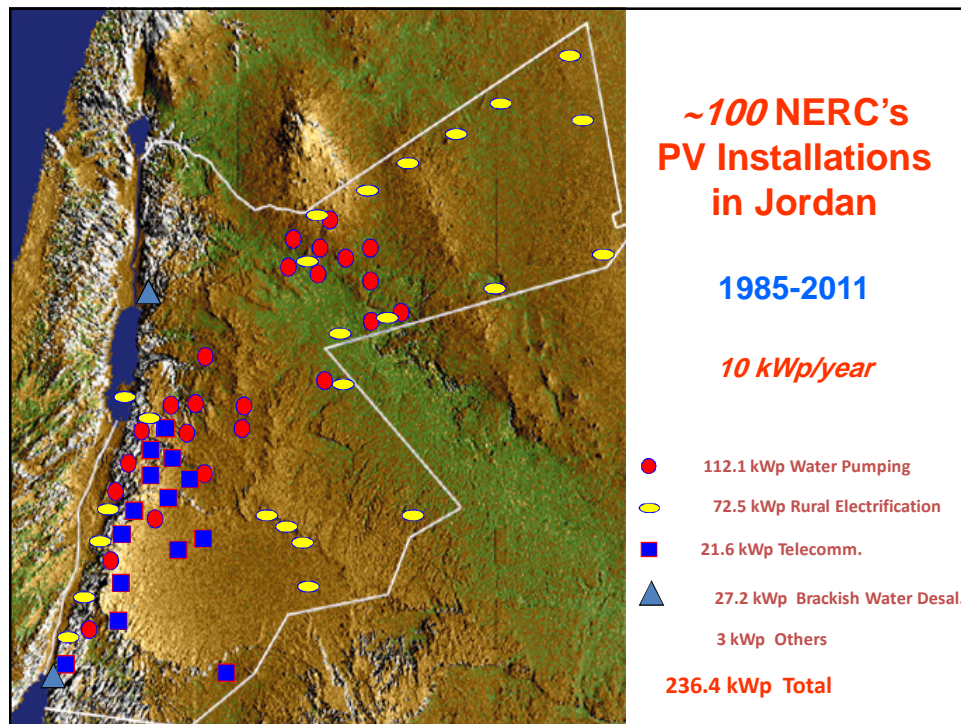 ~100 NERC’s
PV Installations
in Jordan
1985-2011
10 kWp/year
112.1 kWp Water Pumping
72.5 kWp Rural Electrification
21.6 kWp Telecomm.
27.2 kWp Brackish Water Desal.
3 kWp Others
236.4 kWp Total